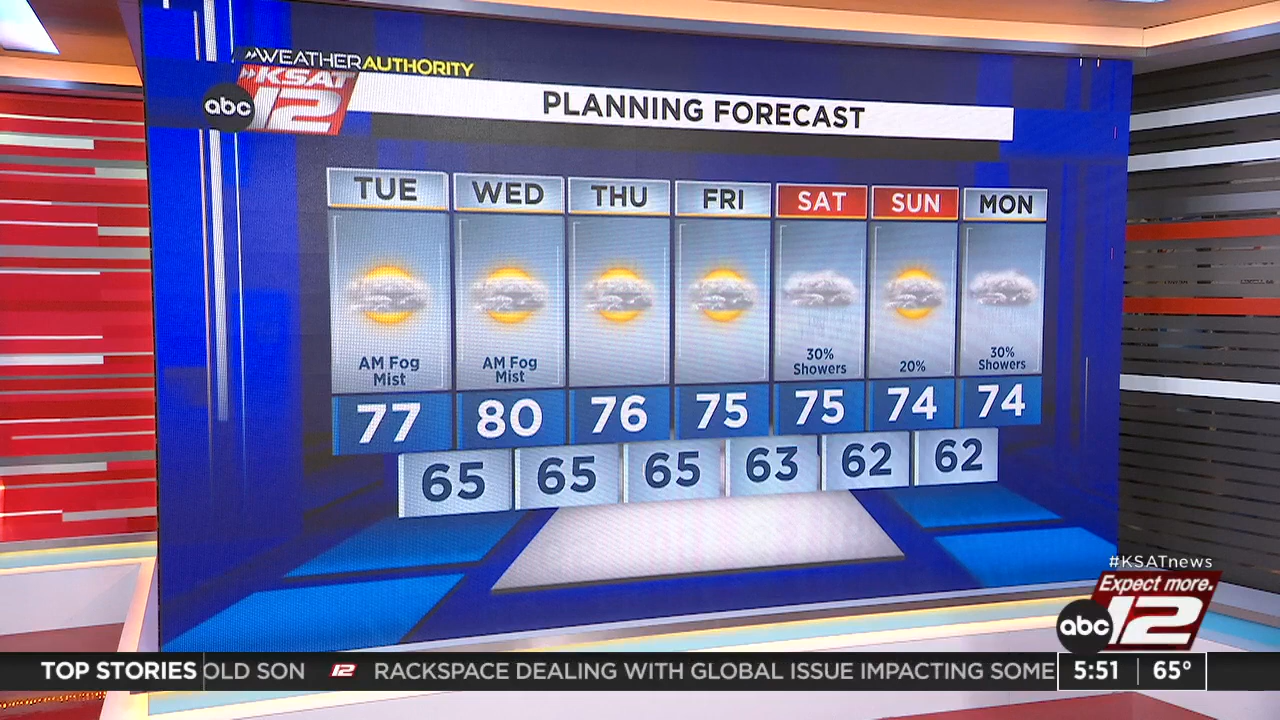 WEATHERAUTHORITY
KSAT
abc 12
PLANNING FORECAST
TUE WED THU FRI SAT SUN MON
AM Fog Mist
AM Fog Mist
30% Showers
20%
30% Showers
77 80 76 75 75 74 74
65 65 65 63 62 62
#KSATnews
Expect more.
abc 12
TOP STORIES OLD SON 12 RACKSPACE DEALING WITH GLOBAL ISSUE IMPACTING SOME 5:51 65°